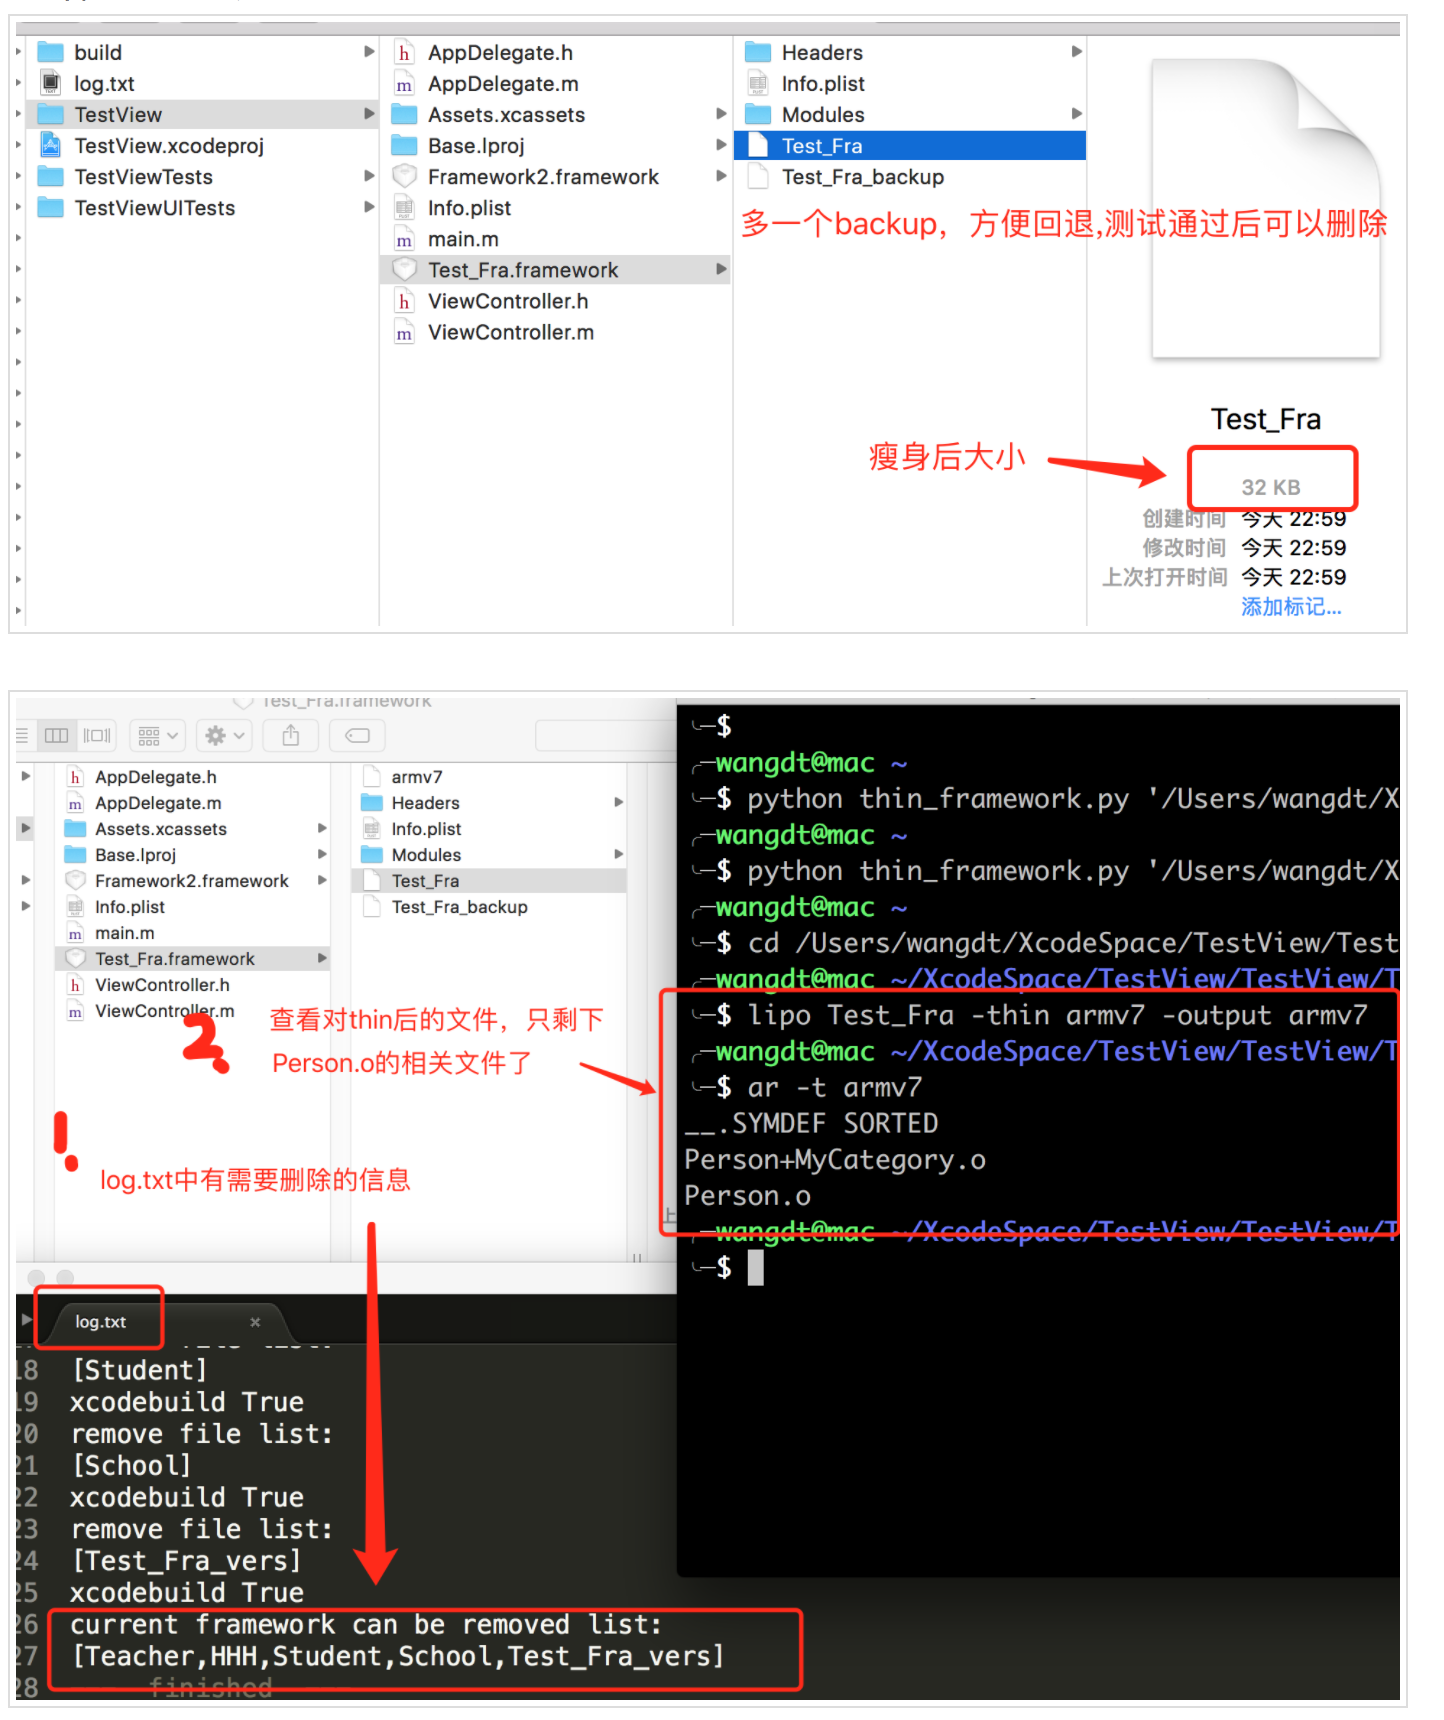 build
log.txt
TestView
TestView.xcodeproj
TestViewTests
TestViewUITests
AppDelegate.h
AppDelegate.m
Assets.xcassets
Base.lproj
Framework2.framework
Info.plist
main.m
Test_Fra.framework
ViewController.h
ViewController.m
Headers
Info.plist
Modules
Test_Fra
Test_Fra_backup
多一个backup，方便回退,测试通过后可以删除
Test_Fra
瘦身后大小
32 KB
创建时间 今天 22:59
修改时间 今天 22:59
上次打开时间 今天 22:59
添加标记...
Test_Fra.framework
AppDelegate.h
AppDelegate.m
Assets.xcassets
Base.lproj
Framework2.framework
Info.plist
main.m
Test_Fra.framework
ViewController.h
ViewController.m
armv7
Headers
Info.plist
Modules
Test_Fra
Test_Fra_backup
2.
查看对thin后的文件，只剩下
Person.o的相关文件了
1.
log.txt中有需要删除的信息
上
$
wangdt@mac ~
$ python thin_framework.py '/Users/wangdt/X
wangdt@mac ~
$ python thin_framework.py '/Users/wangdt/X
wangdt@mac ~
$ cd /Users/wangdt/XcodeSpace/TestView/Test
wangdt@mac ~/XcodeSpace/TestView/TestView/T
$ lipo Test_Fra -thin armv7 -output armv7
wangdt@mac ~/XcodeSpace/TestView/TestView/T
$ ar -t armv7
__.SYMDEF SORTED
Person+MyCategory.o
Person.o
wangdt@mac ~/XcodeSpace/TestView/TestView/T
$
log.txt ×
file list:
18 [Student]
19 xcodebuild True
20 remove file list:
21 [School]
22 xcodebuild True
23 remove file list:
24 [Test_Fra_vers]
25 xcodebuild True
26 current framework can be removed list:
27 [Teacher,HHH,Student,School,Test_Fra_vers]
28 finished